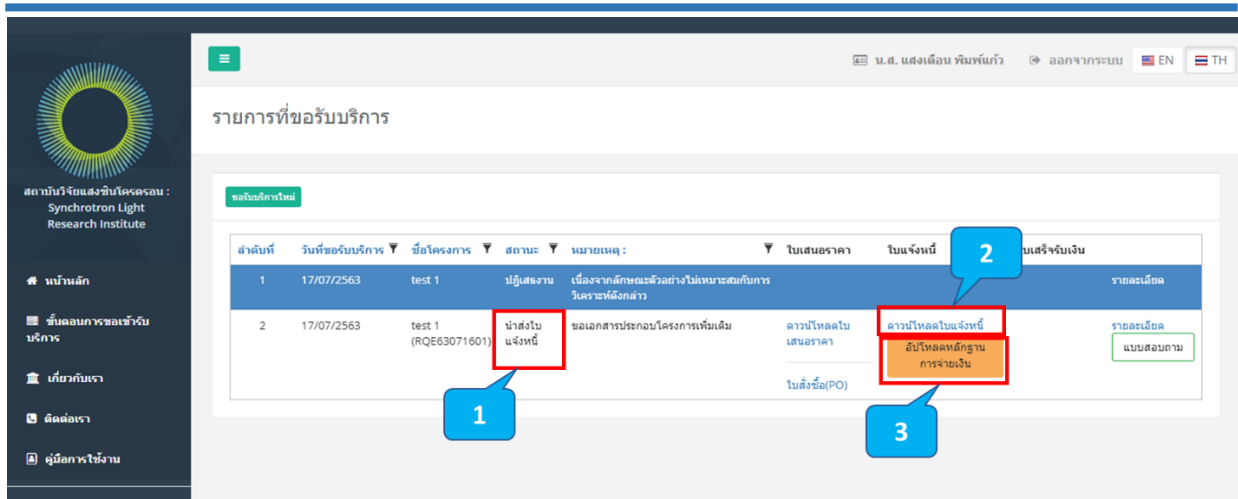 น.ส. แสงเดือน พิมพ์แก้ว ออกจากระบบ EN TH
รายการที่ขอรับบริการ
สถาบันวิจัยแสงซินโครตรอน :
Synchrotron Light
Research Institute
หน้าหลัก
ขั้นตอนการขอเข้ารับ
บริการ
เกี่ยวกับเรา
ติดต่อเรา
คู่มือการใช้งาน
ขอรับบริการใหม่
ลำดับที่ วันที่ขอรับบริการ ชื่อโครงการ สถานะ หมายเหตุ : ใบเสนอราคา ใบแจ้งหนี้ บเสร็จรับเงิน
1 17/07/2563 test 1 ปฏิเสธงาน เนื่องจากลักษณะตัวอย่างไม่เหมาะสมกับการ รายละเอียด
วิเคราะห์ดังกล่าว
2 17/07/2563 test 1 นำส่งใบ ขอเอกสารประกอบโครงการเพิ่มเติม ดาวน์โหลดใบ ดาวน์โหลดใบแจ้งหนี้ รายละเอียด
(RQE63071601) แจ้งหนี้ เสนอราคา อัปโหลดหลักฐาน แบบสอบถาม
การจ่ายเงิน
ใบสั่งซื้อ(PO)
1
2
3